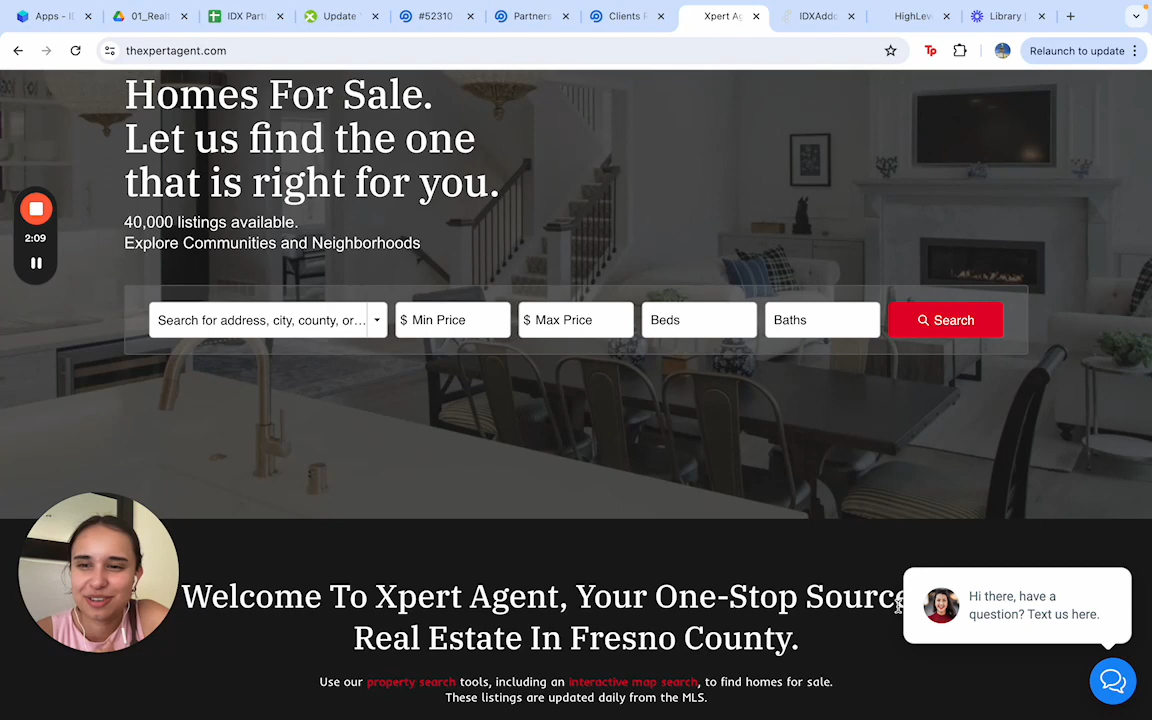 Apps - II
01_Real
IDX Part
Update
#52310
Partners
Clients
Xpert Ag
IDXAdd
HighLev
Library
thexpertagent.com
Relaunch to update
Homes For Sale.
Let us find the one
that is right for you.
40,000 listings available.
Explore Communities and Neighborhoods
2:09
Search for address, city, county, or...
$ Min Price
$ Max Price
Beds
Baths
Search
Welcome To Xpert Agent, Your One-Stop Source
Real Estate In Fresno County.
Hi there, have a
question? Text us here.
Use our property search tools, including an interactive map search, to find homes for sale.
These listings are updated daily from the MLS.